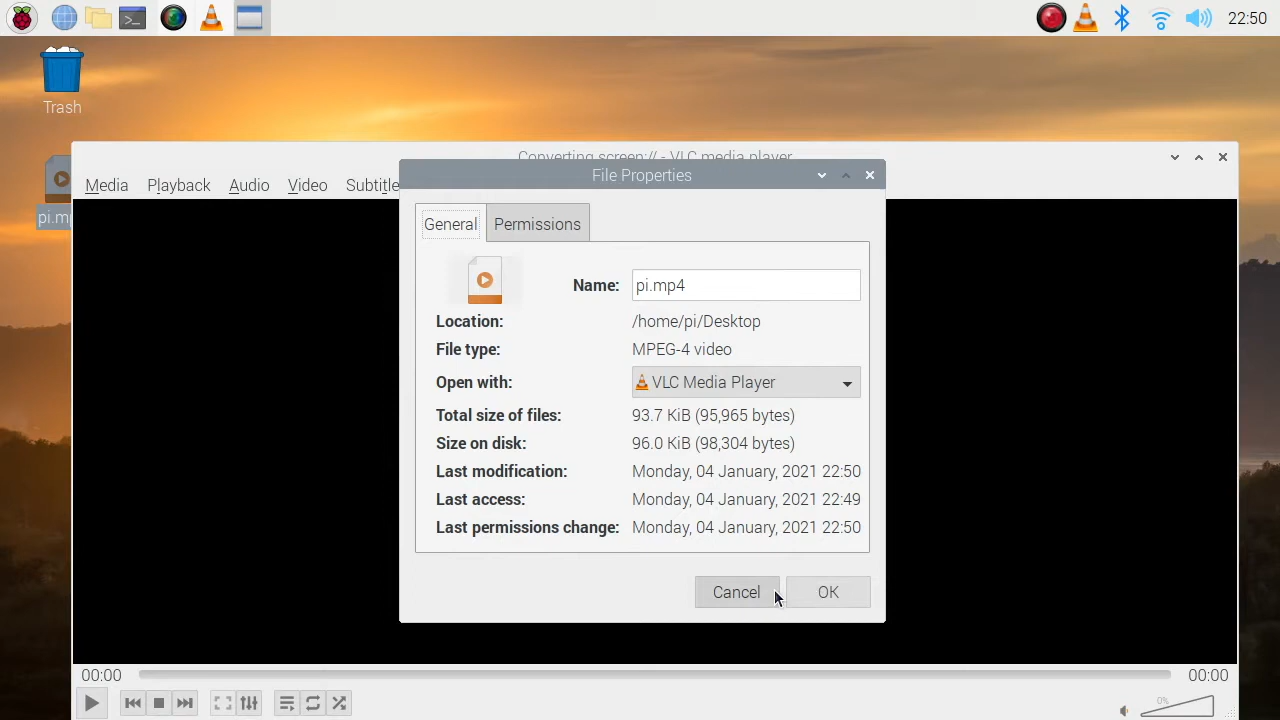 22:50
Trash
Converting screen:// - VLC media player
File Properties
Media Playback Audio Video Subtitle
pi.mp
General Permissions
Name: pi.mp4
Location: /home/pi/Desktop
File type: MPEG-4 video
Open with: VLC Media Player
Total size of files: 93.7 KiB (95,965 bytes)
Size on disk: 96.0 KiB (98,304 bytes)
Last modification: Monday, 04 January, 2021 22:50
Last access: Monday, 04 January, 2021 22:49
Last permissions change: Monday, 04 January, 2021 22:50
Cancel OK
00:00 00:00
0%